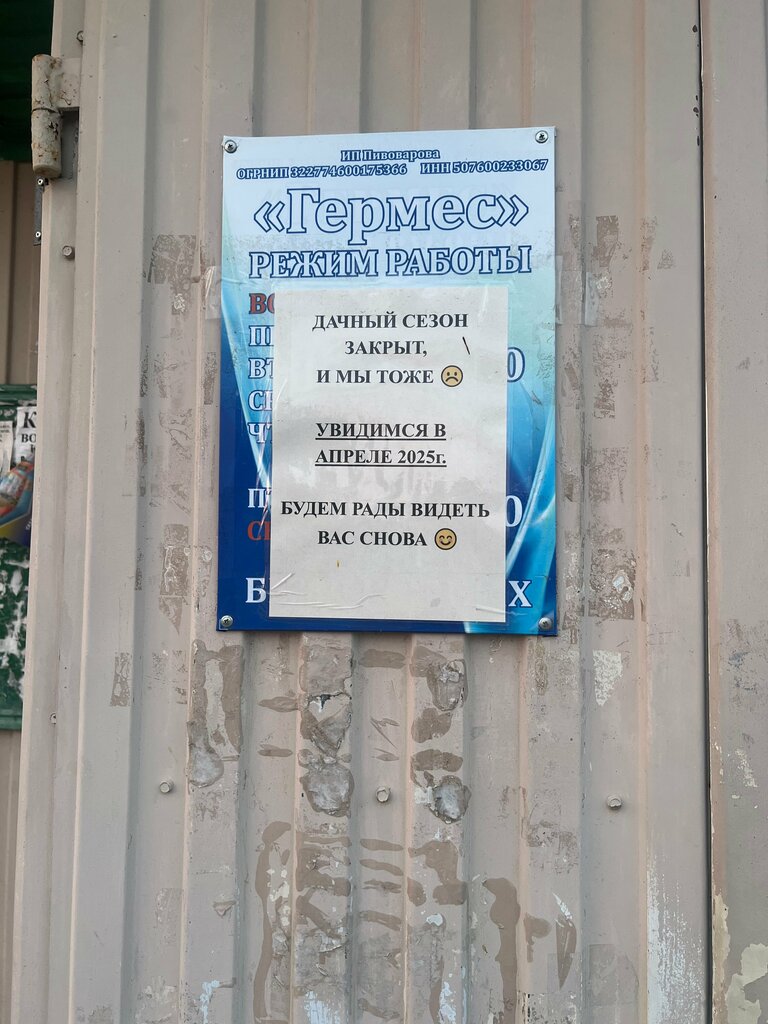 ИП Пивоварова
ОГРНИП 322774600175366 ИНН 507600233067
«Гермес»
РЕЖИМ РАБОТЫ
ДАЧНЫЙ СЕЗОН
ЗАКРЫТ,
И МЫ ТОЖЕ ☹
УВИДИМСЯ В
АПРЕЛЕ 2025г.
БУДЕМ РАДЫ ВИДЕТЬ
ВАС СНОВА 😊